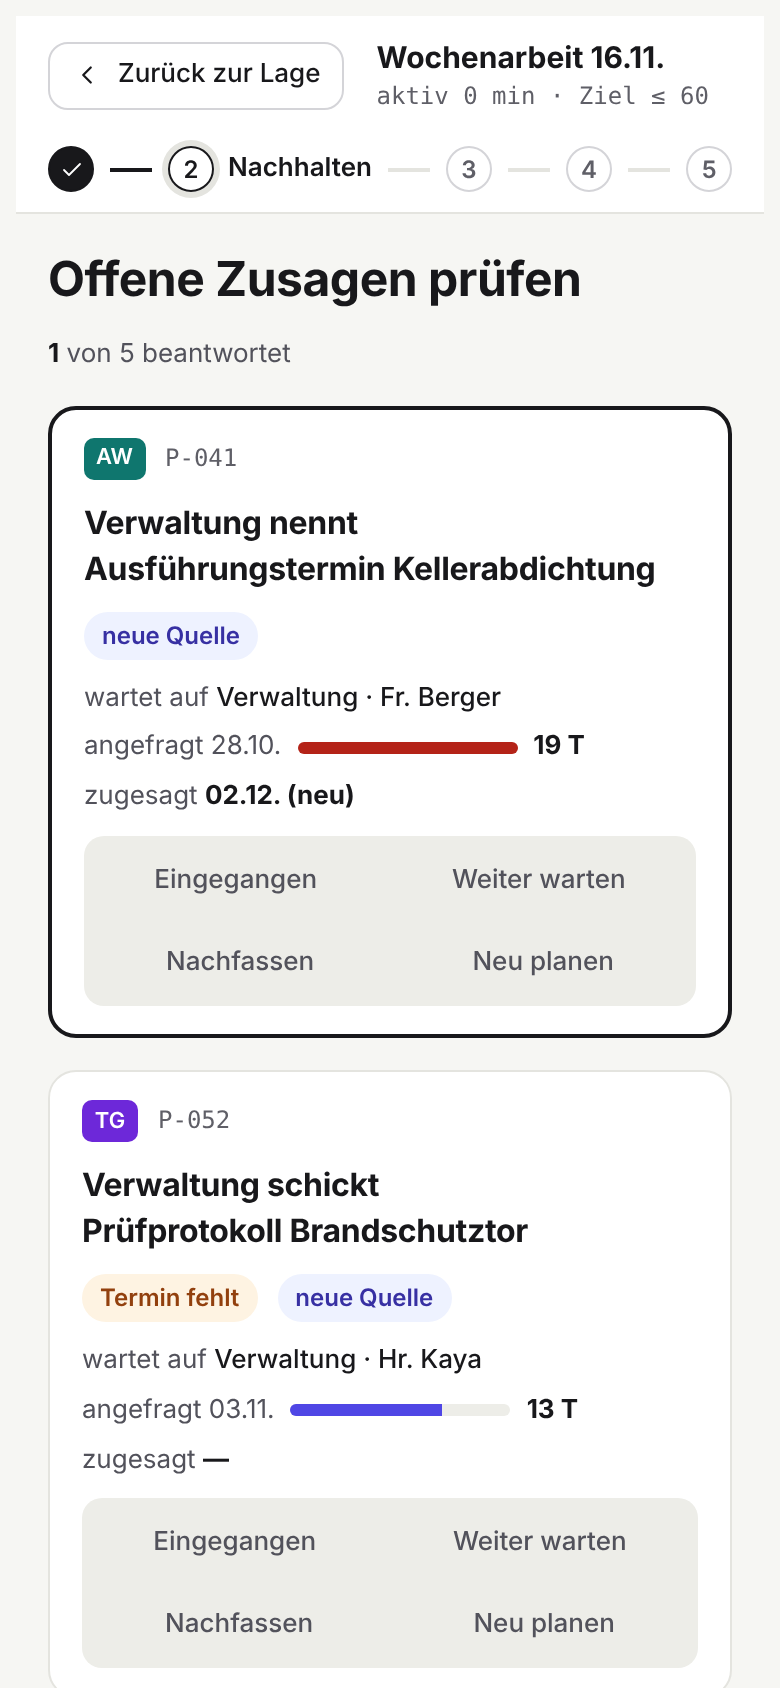 Zurück zur Lage
Wochenarbeit 16.11.
aktiv 0 min · Ziel ≤ 60
2 Nachhalten 3 4 5
Offene Zusagen prüfen
1 von 5 beantwortet
AW P-041
Verwaltung nennt
Ausführungstermin Kellerabdichtung
neue Quelle
wartet auf Verwaltung · Fr. Berger
angefragt 28.10. 19 T
zugesagt 02.12. (neu)
Eingegangen Weiter warten
Nachfassen Neu planen
TG P-052
Verwaltung schickt
Prüfprotokoll Brandschutztor
Termin fehlt neue Quelle
wartet auf Verwaltung · Hr. Kaya
angefragt 03.11. 13 T
zugesagt —
Eingegangen Weiter warten
Nachfassen Neu planen